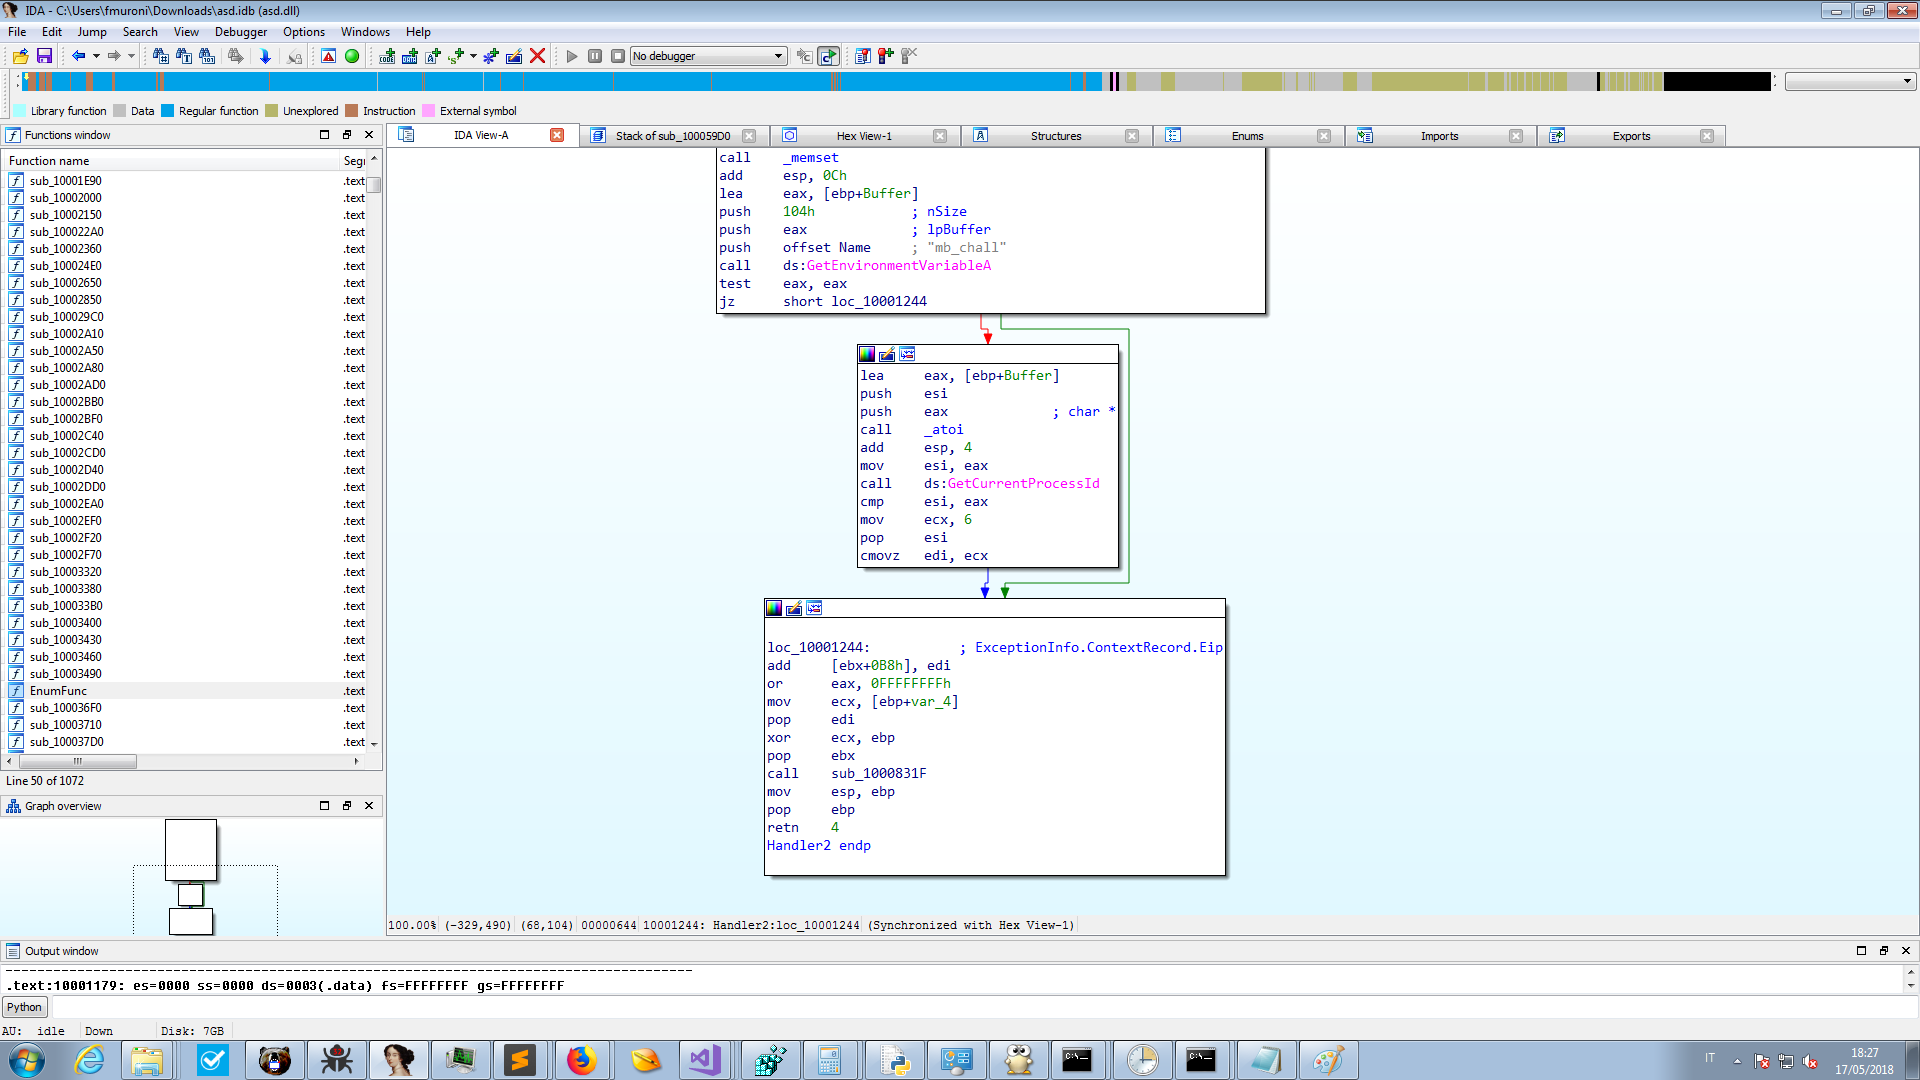 IDA - C:\Users\fmuroni\Downloads\asd.idb (asd.dll)
File Edit Jump Search View Debugger Options Windows Help
No debugger
Library function Data Regular function Unexplored Instruction External symbol
Functions window
IDA View-A Stack of sub_100059D0 Hex View-1 Structures Enums Imports Exports
Function name Segr
sub_10001E90 .text
sub_10002000 .text
sub_10002150 .text
sub_100022A0 .text
sub_10002360 .text
sub_100024E0 .text
sub_10002650 .text
sub_10002850 .text
sub_100029C0 .text
sub_10002A10 .text
sub_10002A50 .text
sub_10002A80 .text
sub_10002AD0 .text
sub_10002BB0 .text
sub_10002BF0 .text
sub_10002C40 .text
sub_10002CD0 .text
sub_10002D40 .text
sub_10002DD0 .text
sub_10002EA0 .text
sub_10002EF0 .text
sub_10002F20 .text
sub_10002F70 .text
sub_10003320 .text
sub_10003380 .text
sub_100033B0 .text
sub_10003400 .text
sub_10003430 .text
sub_10003460 .text
sub_10003490 .text
EnumFunc .text
sub_100036F0 .text
sub_10003710 .text
sub_100037D0 .text
Line 50 of 1072
Graph overview
call _memset
add esp, 0Ch
lea eax, [ebp+Buffer]
push 104h ; nSize
push eax ; lpBuffer
push offset Name ; "mb_chall"
call ds:GetEnvironmentVariableA
test eax, eax
jz short loc_10001244
lea eax, [ebp+Buffer]
push esi
push eax ; char *
call _atoi
add esp, 4
mov esi, eax
call ds:GetCurrentProcessId
cmp esi, eax
mov ecx, 6
pop esi
cmovz edi, ecx
loc_10001244: ; ExceptionInfo.ContextRecord.Eip
add [ebx+0B8h], edi
or eax, 0FFFFFFFFh
mov ecx, [ebp+var_4]
pop edi
xor ecx, ebp
pop ebx
call sub_1000831F
mov esp, ebp
pop ebp
retn 4
Handler2 endp
100.00% (-329,490) (68,104) 00000644 10001244: Handler2:loc_10001244 (Synchronized with Hex View-1)
Output window
.text:10001179: es=0000 ss=0000 ds=0003(.data) fs=FFFFFFFF gs=FFFFFFFF
Python
AU: idle Down Disk: 7GB
IT
18:27
17/05/2018